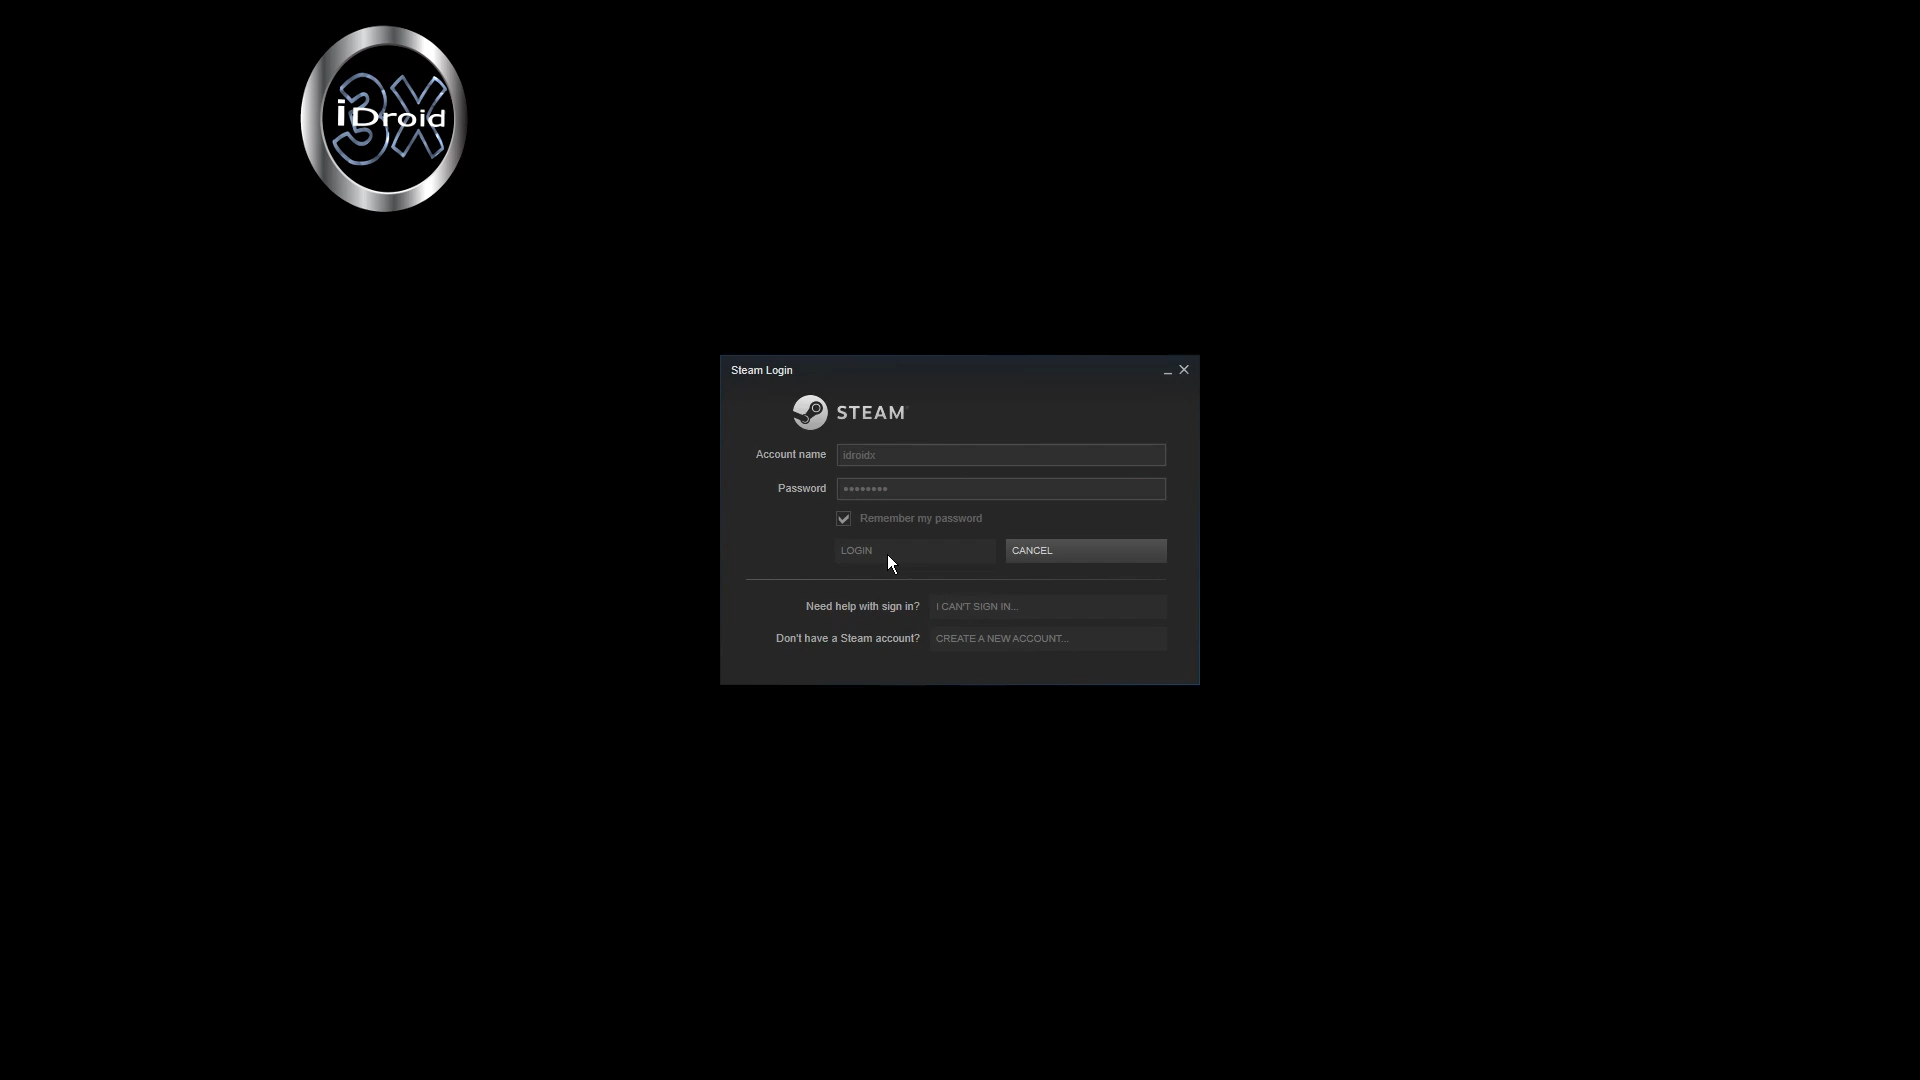 3X
iDroid
Steam Login
STEAM
Account name
idroidx
Password
Remember my password
LOGIN
CANCEL
Need help with sign in?
I CAN'T SIGN IN...
Don't have a Steam account?
CREATE A NEW ACCOUNT...